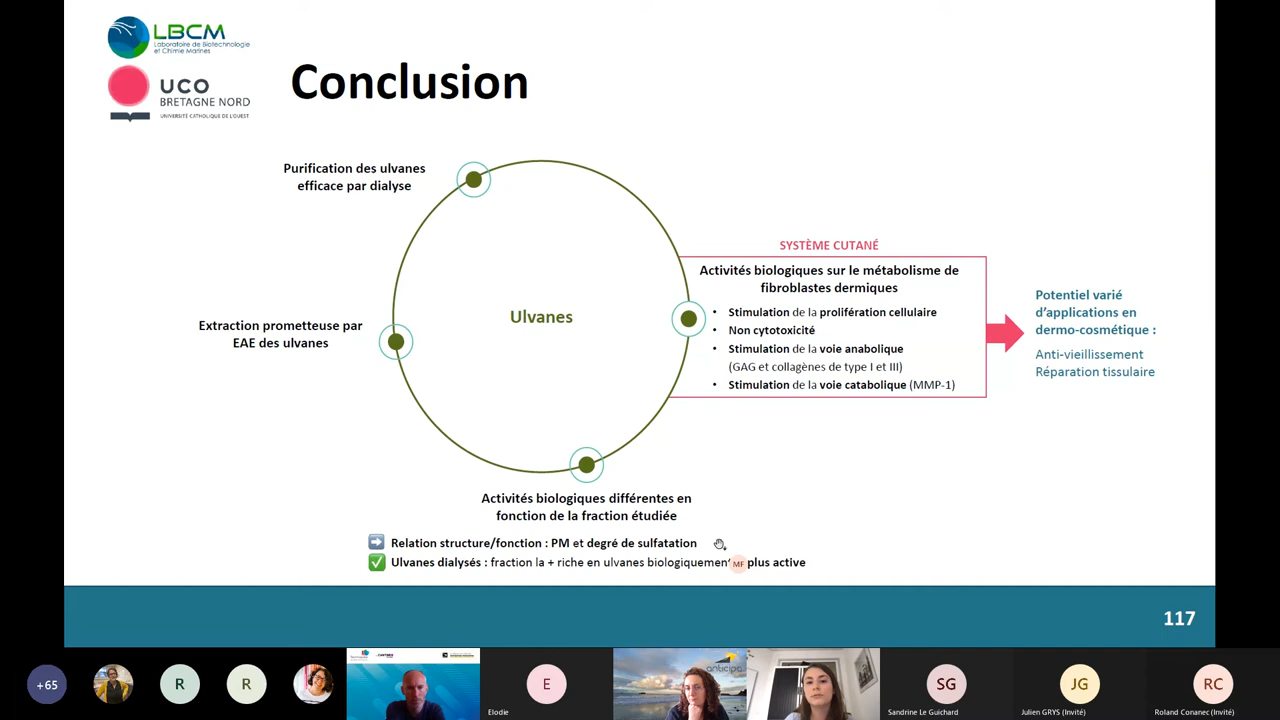 LBCM
Laboratoire de Biotechnologie
et Chimie Marines
UCO
BRETAGNE NORD
UNIVERSITÉ CATHOLIQUE DE L'OUEST
Conclusion
Purification des ulvanes
efficace par dialyse
SYSTÈME CUTANÉ
Activités biologiques sur le métabolisme de
fibroblastes dermiques
• Stimulation de la prolifération cellulaire
• Non cytotoxicité
• Stimulation de la voie anabolique
(GAG et collagènes de type I et III)
• Stimulation de la voie catabolique (MMP-1)
Potentiel varié
d'applications en
dermo-cosmétique :
Anti-vieillissement
Réparation tissulaire
Ulvanes
Extraction prometteuse par
EAE des ulvanes
Activités biologiques différentes en
fonction de la fraction étudiée
Relation structure/fonction : PM et degré de sulfatation
Ulvanes dialysés : fraction la + riche en ulvanes biologiquement plus active
MF
117
+65
R
R
E
Elodie
anticipe
SG
Sandrine Le Guichard
JG
Julien GRYS (Invité)
RC
Roland Conanec (Invité)